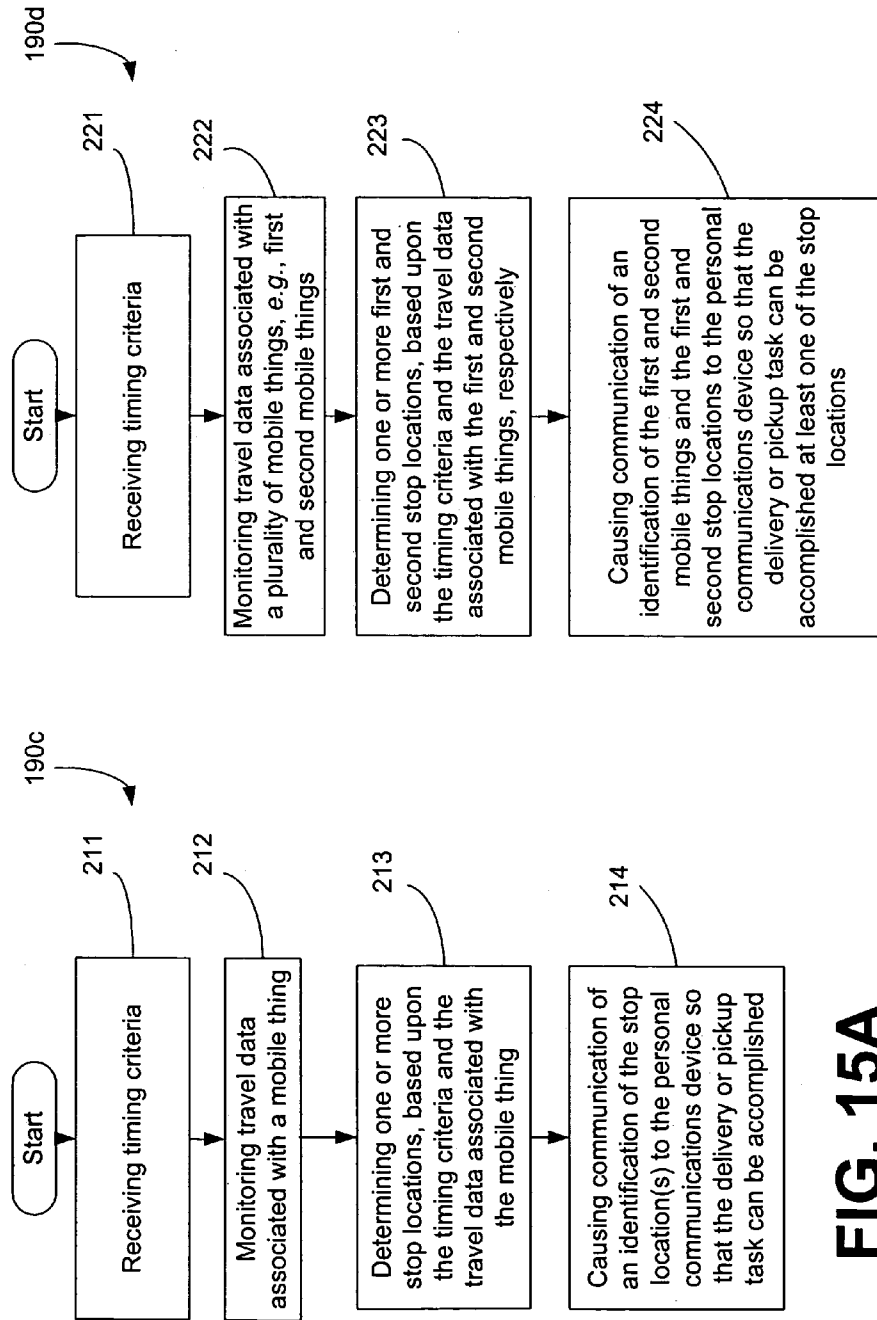 190c
Start
211
Receiving timing criteria
212
Monitoring travel data
associated with a mobile thing
213
Determining one or more
stop locations, based upon
the timing criteria and the
travel data associated with
the mobile thing
214
Causing communication of
an identification of the stop
location(s) to the personal
communications device so
that the delivery or pickup
task can be accomplished
FIG. 15A
190d
Start
221
Receiving timing criteria
222
Monitoring travel data associated with
a plurality of mobile things, e.g., first
and second mobile things
223
Determining one or more first and
second stop locations, based upon
the timing criteria and the travel data
associated with the first and second
mobile things, respectively
224
Causing communication of an
identification of the first and second
mobile things and the first and
second stop locations to the personal
communications device so that the
delivery or pickup task can be
accomplished at least one of the stop
locations